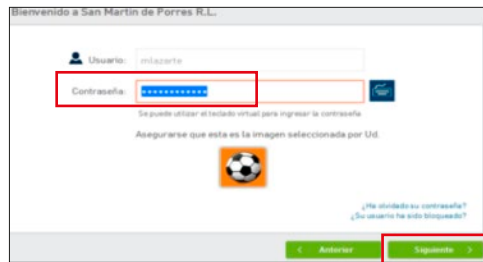 Bienvenido a San Martín de Porres R.L.
Usuario:
mlazarte
Contraseña:
Se puede utilizar el teclado virtual para ingresar la contraseña
Asegurarse que esta es la imagen seleccionada por Ud.
¿Ha olvidado su contraseña?
¿Su usuario ha sido bloqueado?
< Anterior
Siguiente >